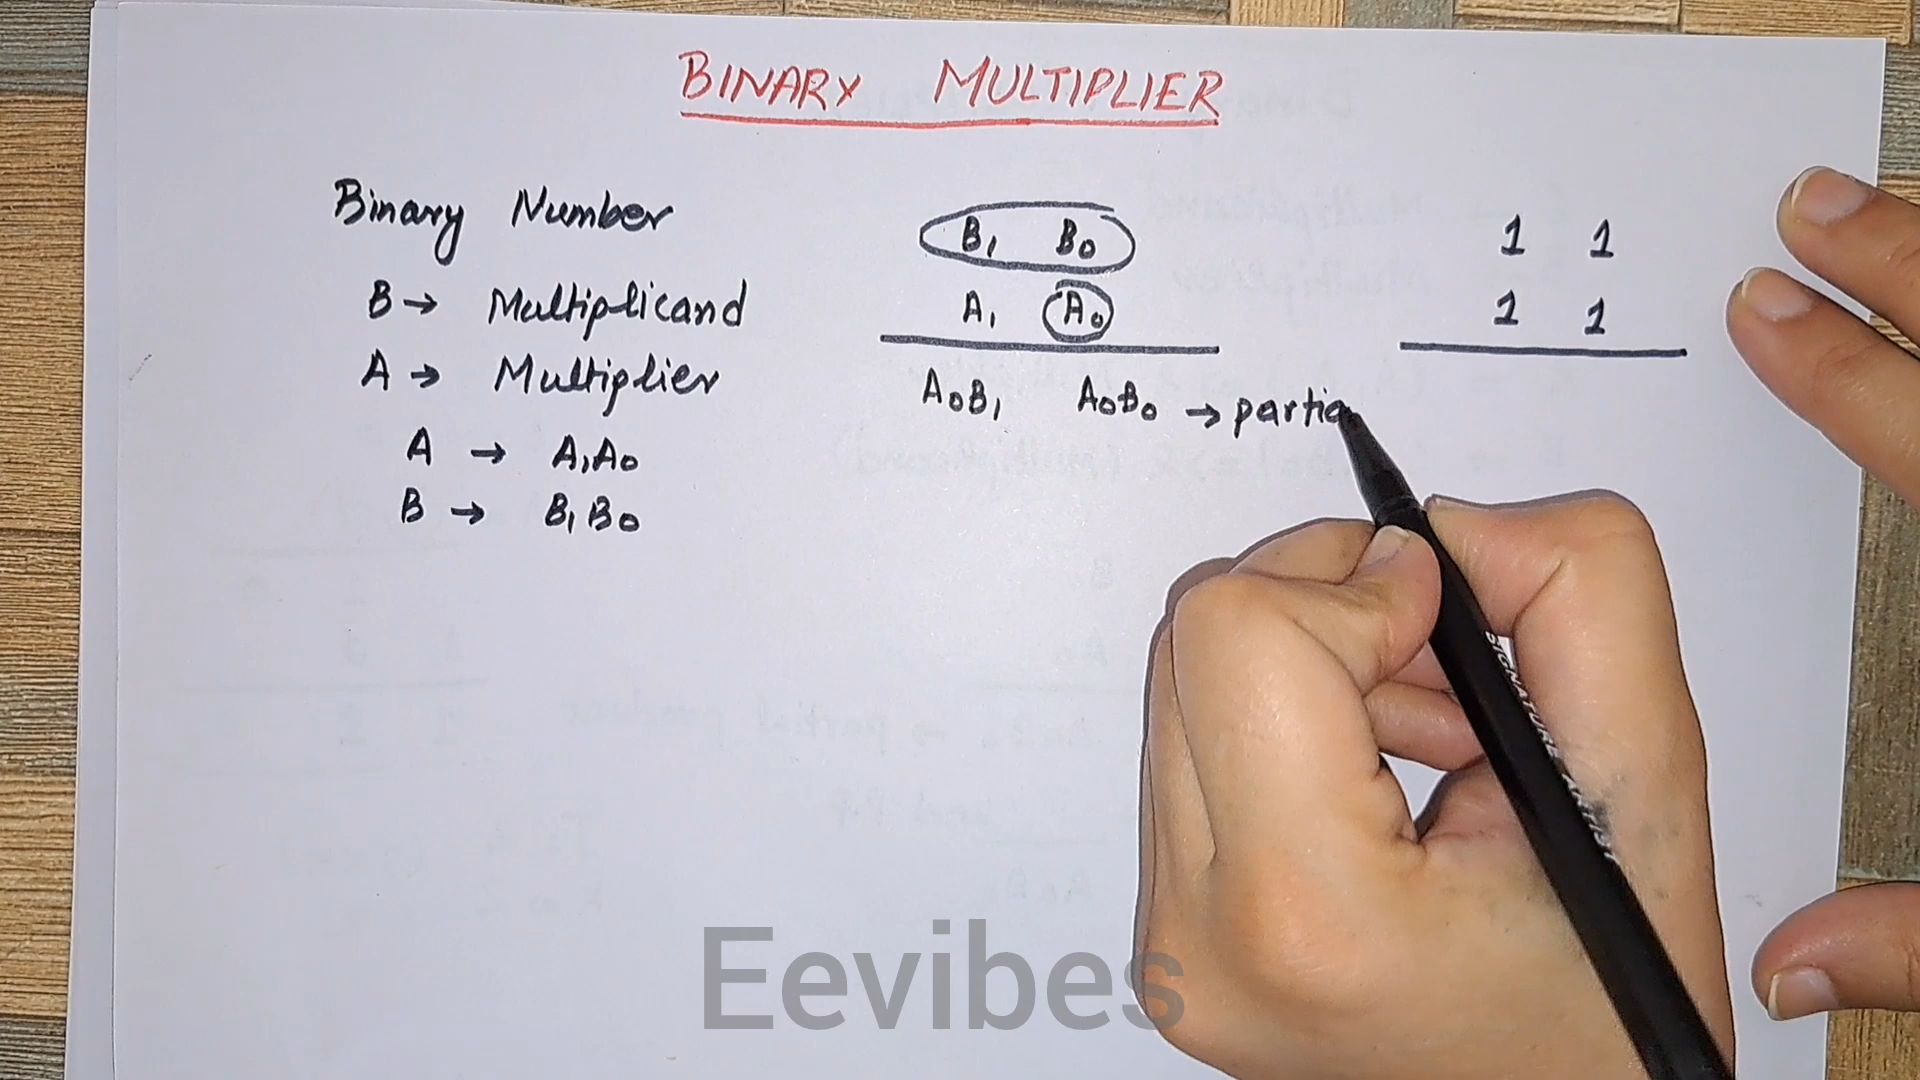 BINARY MULTIPLIER
Binary Number
B → Multiplicand
A → Multiplier
A → A₁A₀
B → B₁B₀
B₁ B₀
A₁ A₀
A₀B₁ A₀B₀ → partia
1 1
1 1
SIGNATURE
Eevibes